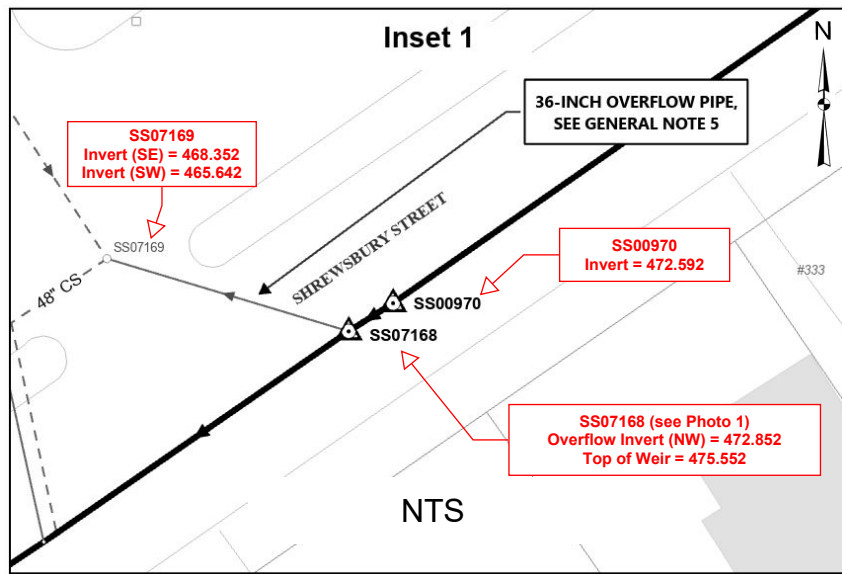 Inset 1
N
36-INCH OVERFLOW PIPE,
SEE GENERAL NOTE 5
SS07169
Invert (SE) = 468.352
Invert (SW) = 465.642
SS07169
SHREWSBURY STREET
SS00970
Invert = 472.592
#333
48" CS
SS00970
SS07168
SS07168 (see Photo 1)
Overflow Invert (NW) = 472.852
Top of Weir = 475.552
NTS